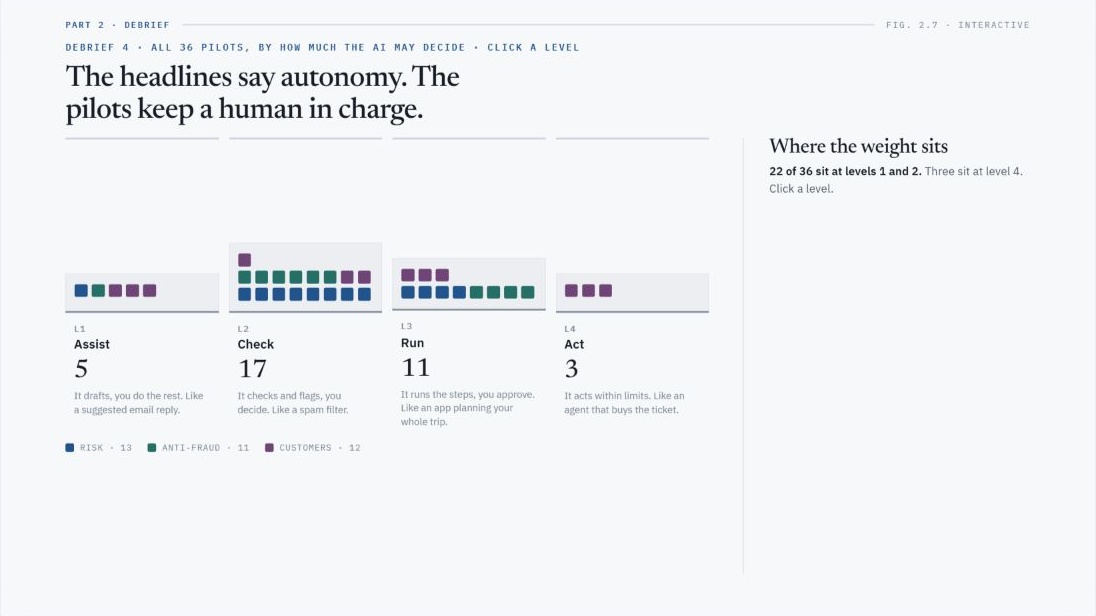 PART 2 · DEBRIEF
FIG. 2.7 · INTERACTIVE
DEBRIEF 4 · ALL 36 PILOTS, BY HOW MUCH THE AI MAY DECIDE · CLICK A LEVEL
The headlines say autonomy. The
pilots keep a human in charge.
L1
Assist
5
It drafts, you do the rest. Like
a suggested email reply.
L2
Check
17
It checks and flags, you
decide. Like a spam filter.
L3
Run
11
It runs the steps, you approve.
Like an app planning your
whole trip.
L4
Act
3
It acts within limits. Like an
agent that buys the ticket.
RISK · 13
ANTI-FRAUD · 11
CUSTOMERS · 12
Where the weight sits
22 of 36 sit at levels 1 and 2. Three sit at level 4.
Click a level.